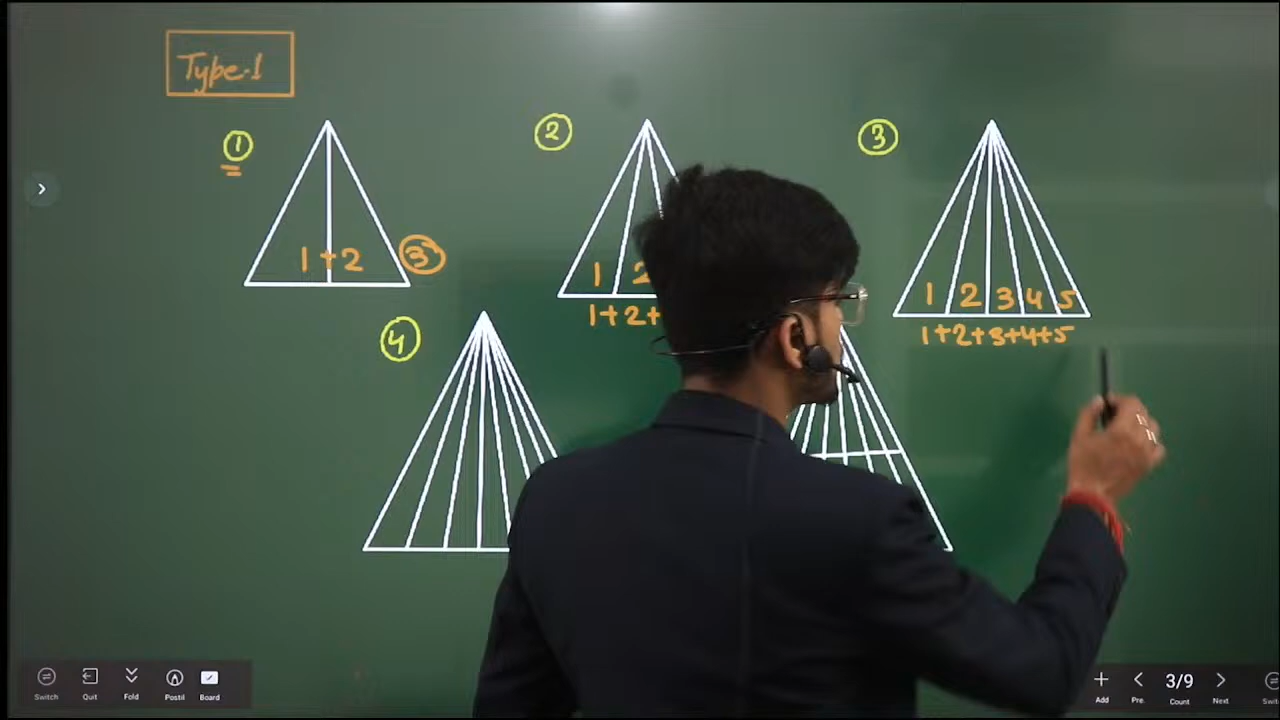 Type-1
1
2
3
1+2
3
1 2
1+2+
1 2 3 4 5
1+2+3+4+5
4
Switch Quit Fold Postil Board
Add Pre. 3/9 Count Next